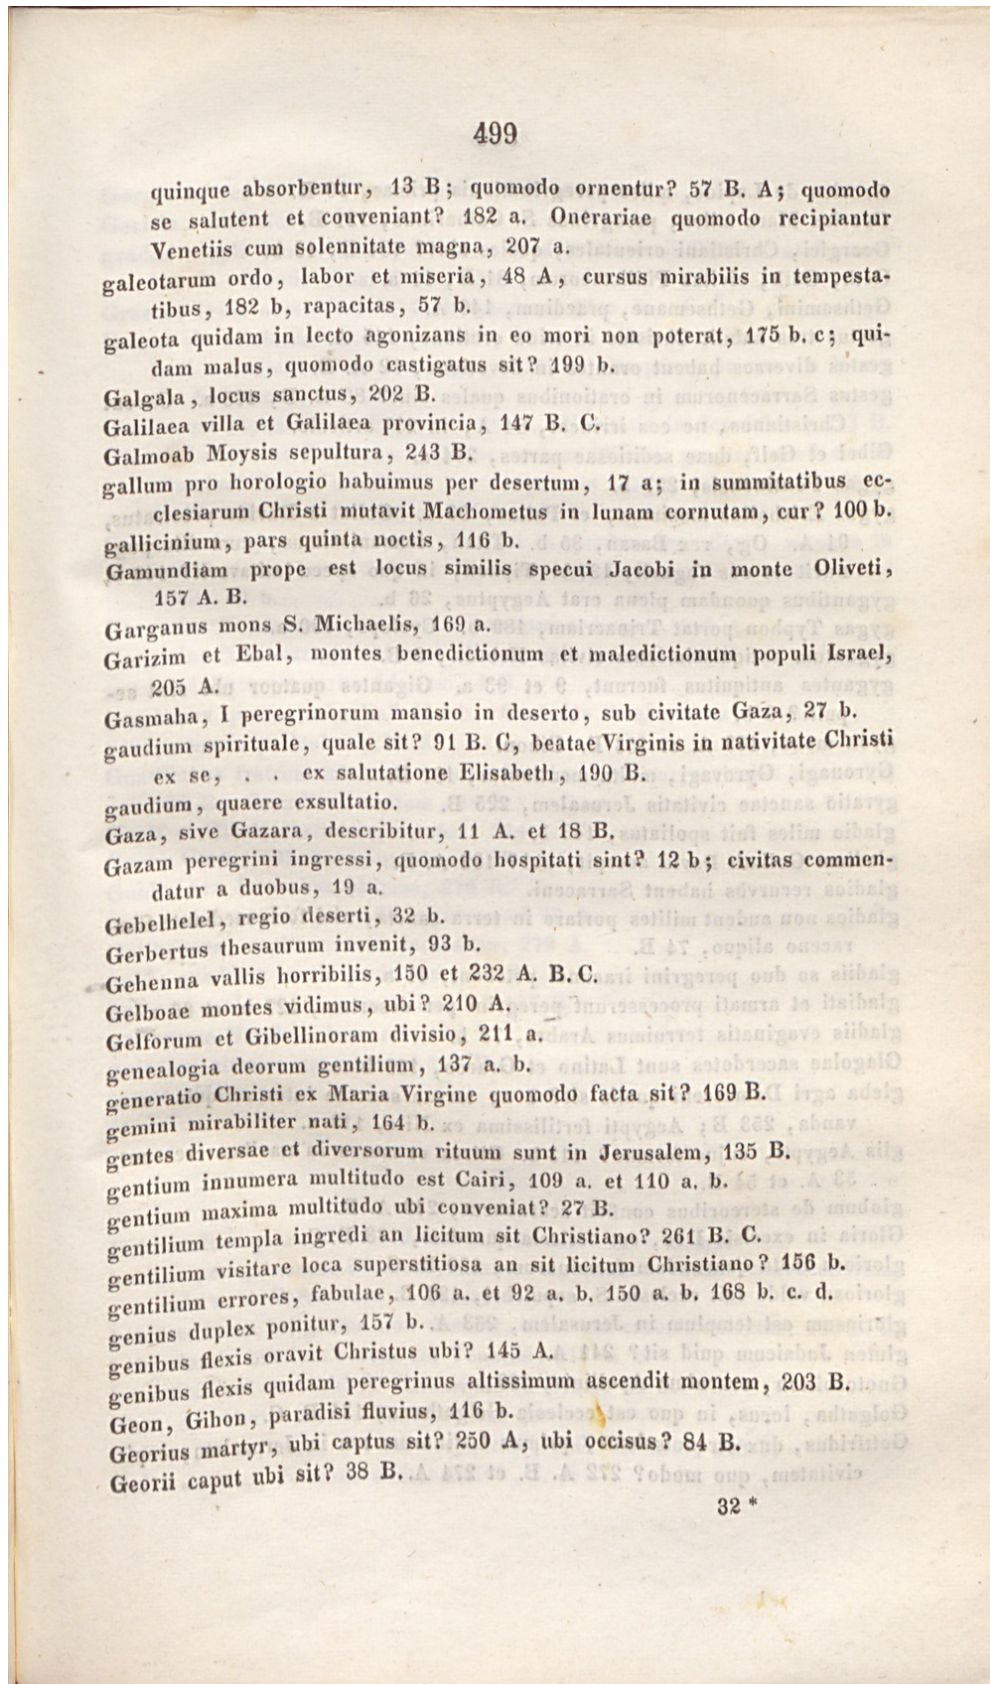 499
quinque absorbentur, 13 B; quomodo ornentur? 57 B. A; quomodo
se salutent et conveniant? 182 a. Onerariae quomodo recipiantur
Venetiis cum solennitate magna, 207 a.
galeotarum ordo, labor et miseria, 48 A, cursus mirabilis in tempesta-
tibus, 182 b, rapacitas, 57 b.
galeota quidam in lecto agonizans in eo mori non poterat, 175 b. c; qui-
dam malus, quomodo castigatus sit? 199 b.
Galgala, locus sanctus, 202 B.
Galilaea villa et Galilaea provincia, 147 B. C.
Galmoab Moysis sepultura, 243 B.
gallum pro horologio habuimus per desertum, 17 a; in summitatibus ec-
clesiarum Christi mutavit Machometus in lunam cornutam, cur? 100 b.
gallicinium, pars quinta noctis, 116 b.
Gamundiam prope est locus similis specui Jacobi in monte Oliveti,
157 A. B.
Garganus mons S. Michaelis, 169 a.
Garizim et Ebal, montes benedictionum et maledictionum populi Israel,
205 A.
Gasmaha, I peregrinorum mansio in deserto, sub civitate Gaza, 27 b.
gaudium spirituale, quale sit? 91 B. C, beatae Virginis in nativitate Christi
ex se, . . ex salutatione Elisabeth, 190 B.
gaudium, quaere exsultatio.
Gaza, sive Gazara, describitur, 11 A. et 18 B.
Gazam peregrini ingressi, quomodo hospitati sint? 12 b; civitas commen-
datur a duobus, 19 a.
Gebelhelel, regio deserti, 32 b.
Gerbertus thesaurum invenit, 93 b.
Gehenna vallis horribilis, 150 et 232 A. B. C.
Gelboae montes vidimus, ubi? 210 A.
Gelforum et Gibellinoram divisio, 211 a.
genealogia deorum gentilium, 137 a. b.
generatio Christi ex Maria Virgine quomodo facta sit? 169 B.
gemini mirabiliter nati, 164 b.
gentes diversae et diversorum rituum sunt in Jerusalem, 135 B.
gentium innumera multitudo est Cairi, 109 a. et 110 a. b.
gentium maxima multitudo ubi conveniat? 27 B.
gentilium templa ingredi an licitum sit Christiano? 261 B. C.
gentilium visitare loca superstitiosa an sit licitum Christiano? 156 b.
gentilium errores, fabulae, 106 a. et 92 a. b. 150 a. b. 168 b. c. d.
genius duplex ponitur, 157 b.
genibus flexis oravit Christus ubi? 145 A.
genibus flexis quidam peregrinus altissimum ascendit montem, 203 B.
Geon, Gihon, paradisi fluvius, 116 b.
Georius martyr, ubi captus sit? 250 A, ubi occisus? 84 B.
Georii caput ubi sit? 38 B.
32 *